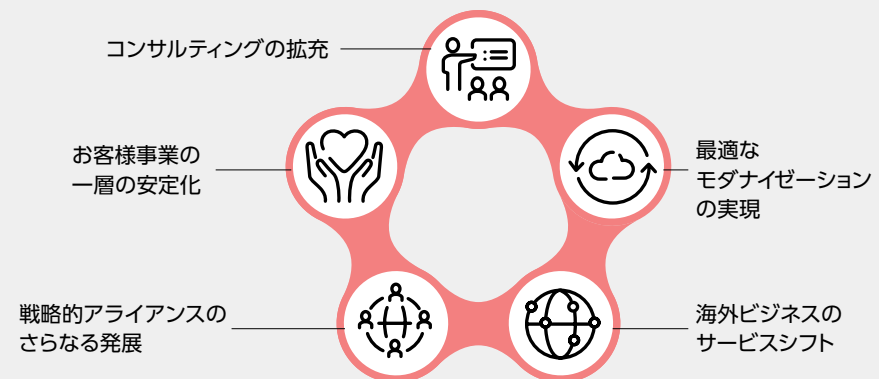 コンサルティングの拡充
お客様事業の
一層の安定化
最適な
モダナイゼーション
の実現
戦略的アライアンスの
さらなる発展
海外ビジネスの
サービスシフト